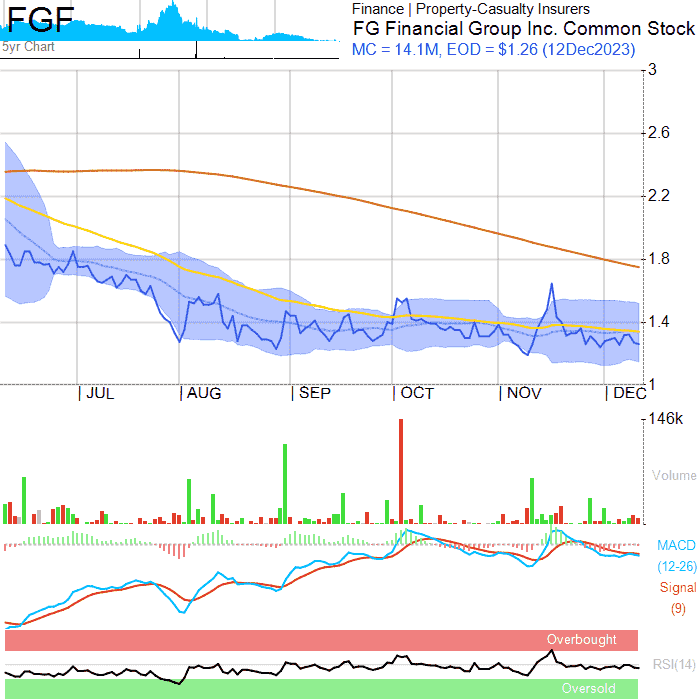 FGF
5yr Chart
Finance | Property-Casualty Insurers
FG Financial Group Inc. Common Stock
MC = 14.1M, EOD = $1.26 (12Dec2023)
3
2.6
2.2
1.8
1.4
1
JUL
AUG
SEP
OCT
NOV
DEC
146k
Volume
MACD
(12-26)
Signal
(9)
Overbought
RSI(14)
Oversold